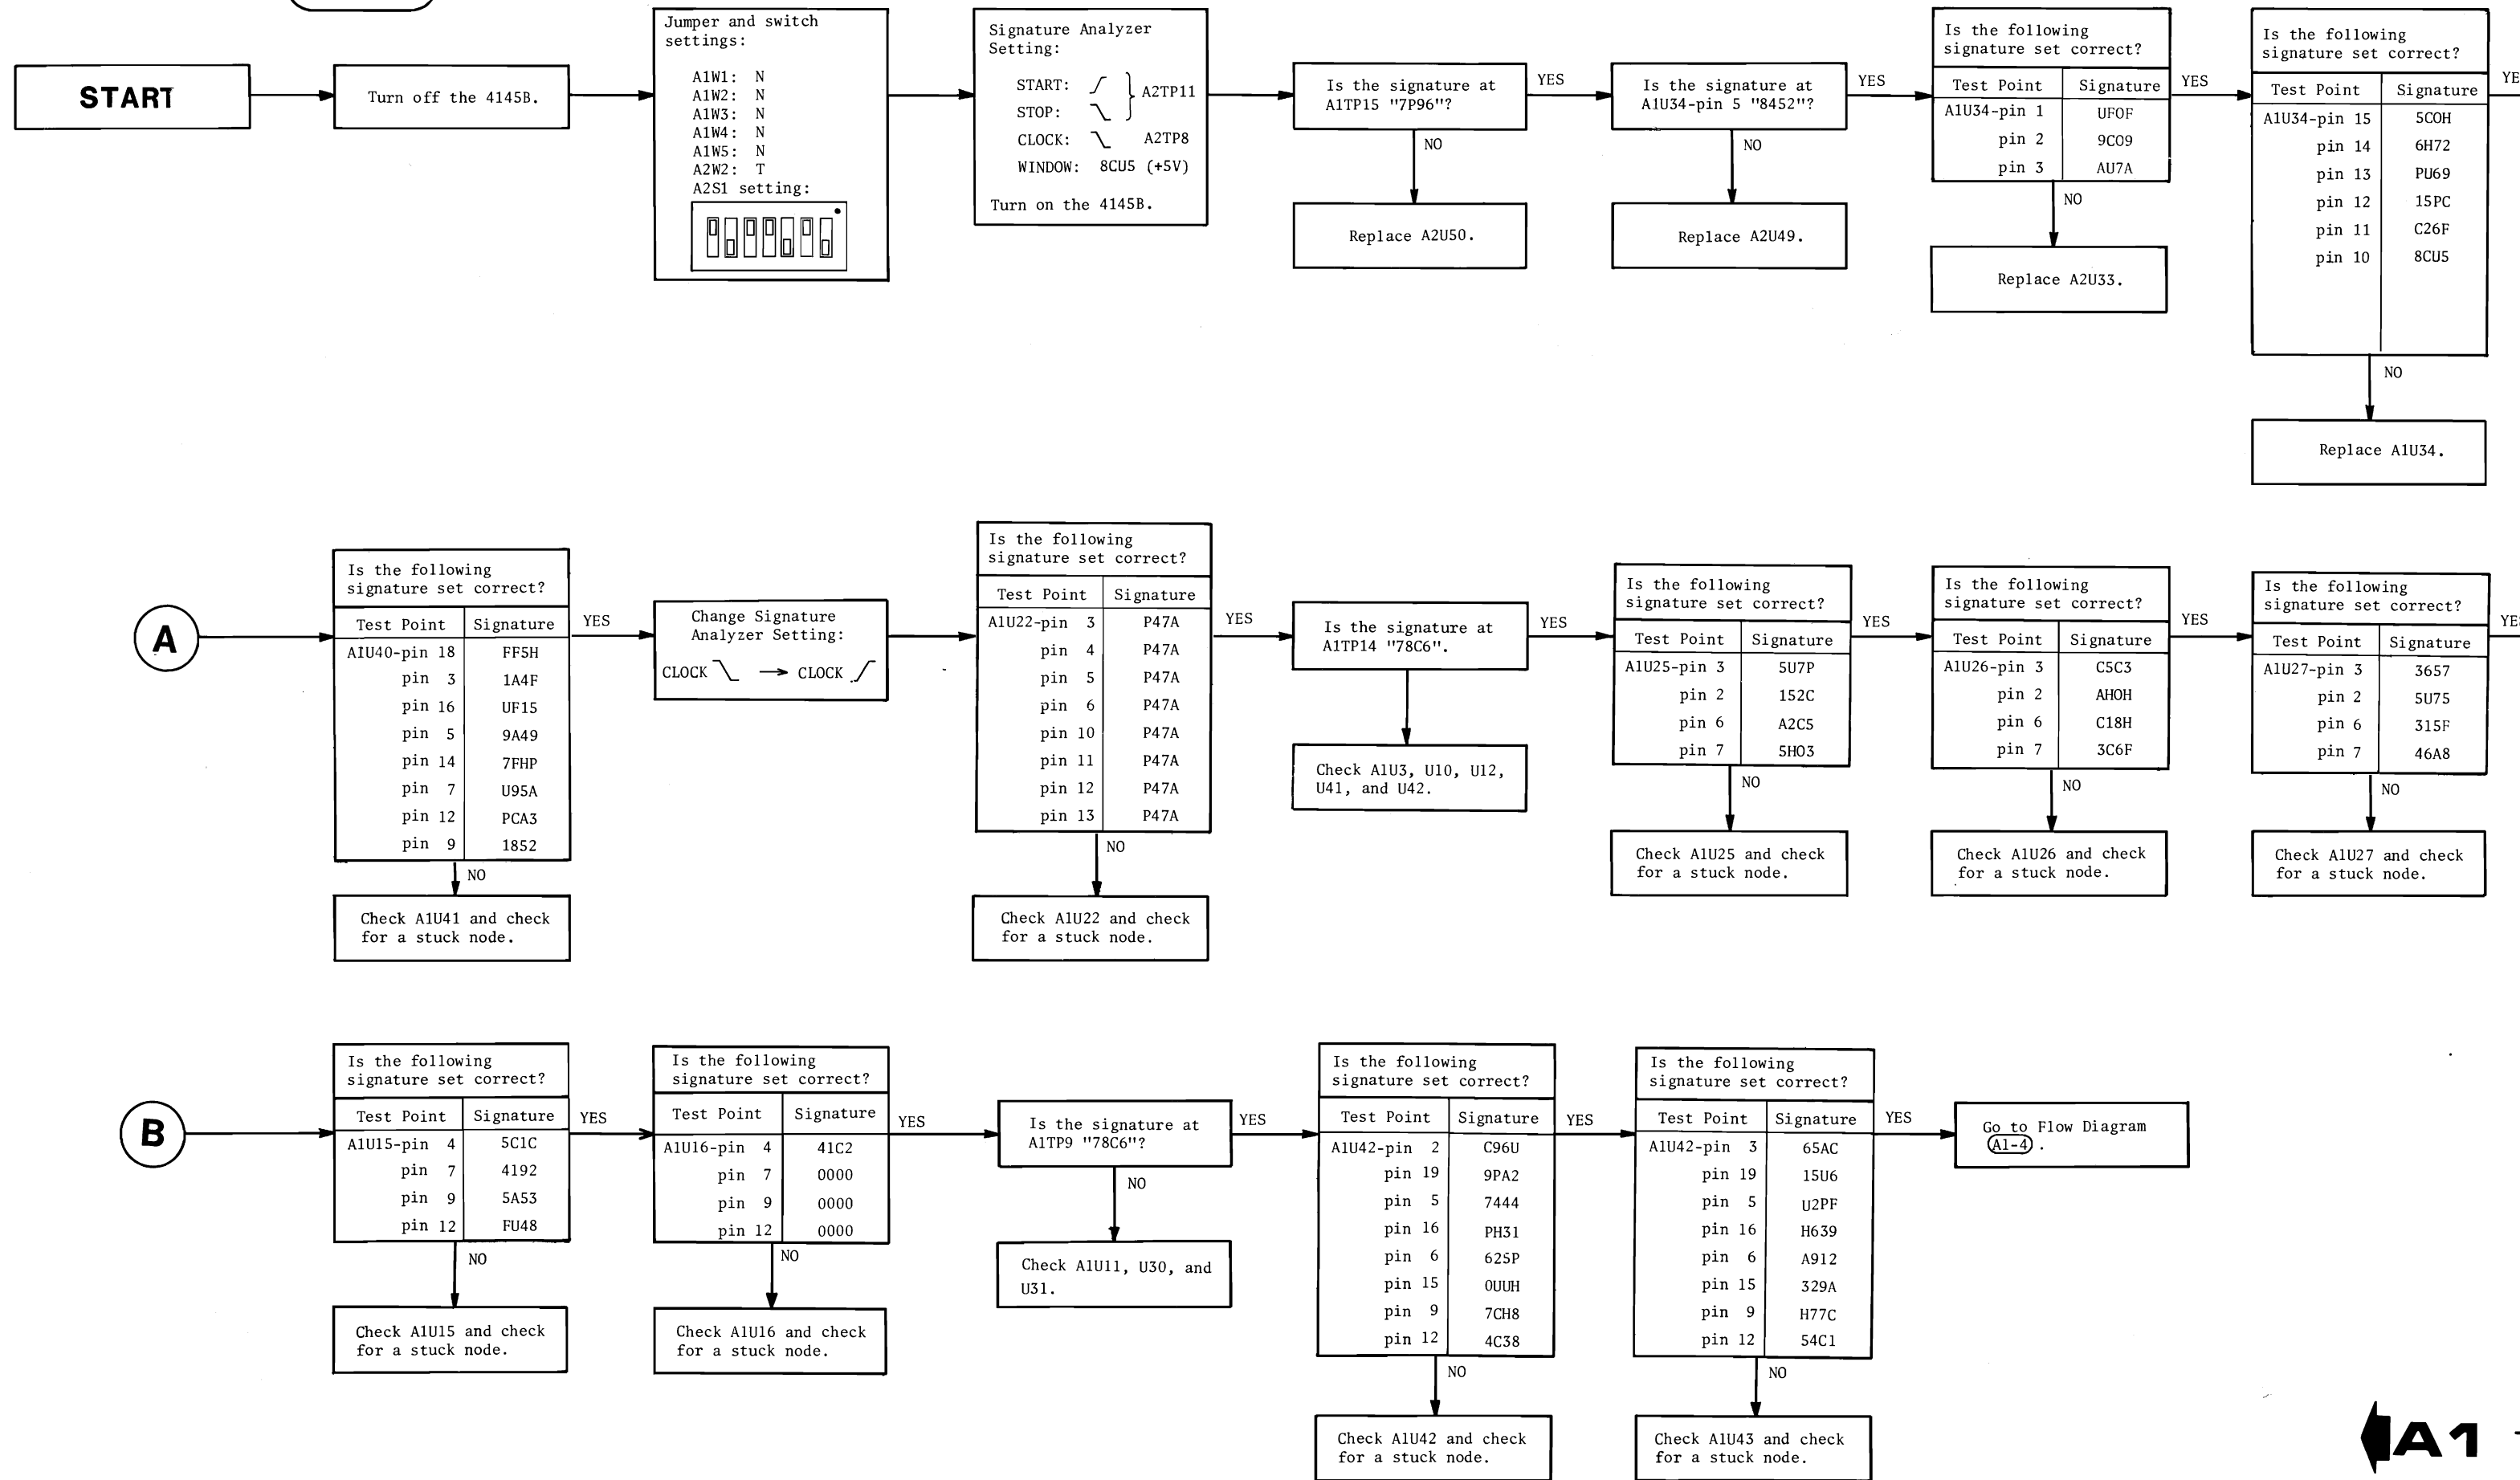 START
Turn off the 4145B.
Jumper and switch
settings:
A1W1: N
A1W2: N
A1W3: N
A1W4: N
A1W5: N
A2W2: T
A2S1 setting:
Signature Analyzer
Setting:
START:
STOP:
A2TP11
CLOCK: A2TP8
WINDOW: 8CU5 (+5V)
Turn on the 4145B.
Is the signature at
A1TP15 "7P96"?
YES
NO
Replace A2U50.
Is the signature at
A1U34-pin 5 "8452"?
YES
NO
Replace A2U49.
Is the following
signature set correct?
Test Point Signature
A1U34-pin 1 UF0F
pin 2 9C09
pin 3 AU7A
YES
NO
Replace A2U33.
Is the following
signature set correct?
Test Point Signature
A1U34-pin 15 5C0H
pin 14 6H72
pin 13 PU69
pin 12 15PC
pin 11 C26F
pin 10 8CU5
YE
NO
Replace A1U34.
A
Is the following
signature set correct?
Test Point Signature
A1U40-pin 18 FF5H
pin 3 1A4F
pin 16 UF15
pin 5 9A49
pin 14 7FHP
pin 7 U95A
pin 12 PCA3
pin 9 1852
YES
NO
Check A1U41 and check
for a stuck node.
Change Signature
Analyzer Setting:
CLOCK → CLOCK
Is the following
signature set correct?
Test Point Signature
A1U22-pin 3 P47A
pin 4 P47A
pin 5 P47A
pin 6 P47A
pin 10 P47A
pin 11 P47A
pin 12 P47A
pin 13 P47A
YES
NO
Check A1U22 and check
for a stuck node.
Is the signature at
A1TP14 "78C6".
YES
Check A1U3, U10, U12,
U41, and U42.
Is the following
signature set correct?
Test Point Signature
A1U25-pin 3 5U7P
pin 2 152C
pin 6 A2C5
pin 7 5H03
YES
NO
Check A1U25 and check
for a stuck node.
Is the following
signature set correct?
Test Point Signature
A1U26-pin 3 C5C3
pin 2 AH0H
pin 6 C18H
pin 7 3C6F
YES
NO
Check A1U26 and check
for a stuck node.
Is the following
signature set correct?
Test Point Signature
A1U27-pin 3 3657
pin 2 5U75
pin 6 315F
pin 7 46A8
YES
NO
Check A1U27 and check
for a stuck node.
B
Is the following
signature set correct?
Test Point Signature
A1U15-pin 4 5C1C
pin 7 4192
pin 9 5A53
pin 12 FU48
YES
NO
Check A1U15 and check
for a stuck node.
Is the following
signature set correct?
Test Point Signature
A1U16-pin 4 41C2
pin 7 0000
pin 9 0000
pin 12 0000
YES
NO
Check A1U16 and check
for a stuck node.
Is the signature at
A1TP9 "78C6"?
YES
NO
Check A1U11, U30, and
U31.
Is the following
signature set correct?
Test Point Signature
A1U42-pin 2 C96U
pin 19 9PA2
pin 5 7444
pin 16 PH31
pin 6 625P
pin 15 0UUH
pin 9 7CH8
pin 12 4C38
YES
NO
Check A1U42 and check
for a stuck node.
Is the following
signature set correct?
Test Point Signature
A1U42-pin 3 65AC
pin 19 15U6
pin 5 U2PF
pin 16 H639
pin 6 A912
pin 15 329A
pin 9 H77C
pin 12 54C1
YES
NO
Check A1U43 and check
for a stuck node.
Go to Flow Diagram
A1-4 .
A1